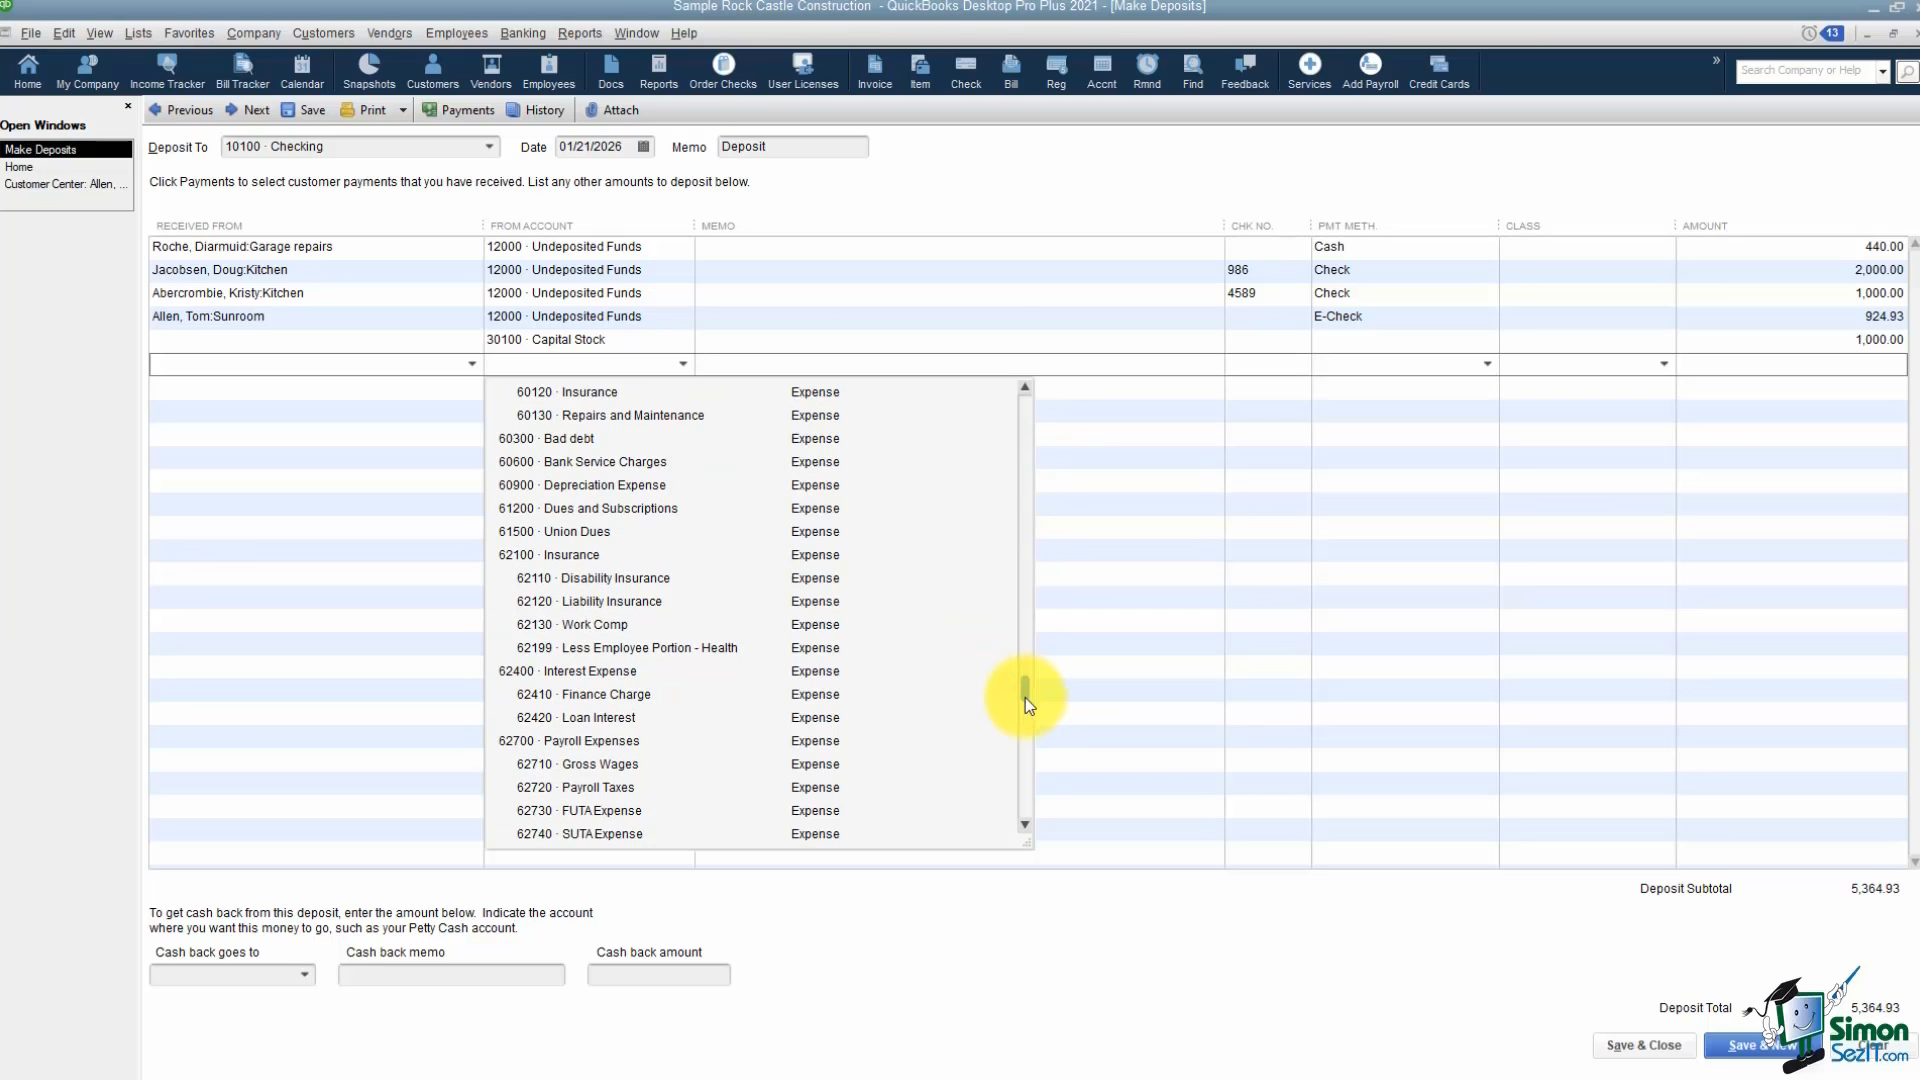 Sample Rock Castle Construction - QuickBooks Desktop Pro Plus 2021 - [Make Deposits]
File Edit View Lists Favorites Company Customers Vendors Employees Banking Reports Window Help 13
Home My Company Income Tracker Bill Tracker Calendar Snapshots Customers Vendors Employees Docs Reports Order Checks User Licenses Invoice Item Check Bill Reg Accnt Rmnd Find Feedback Services Add Payroll Credit Cards » Search Company or Help
Previous Next Save Print Payments History Attach
Open Windows
Make Deposits
Home
Customer Center: Allen, ...
Deposit To 10100 · Checking Date 01/21/2026 Memo Deposit
Click Payments to select customer payments that you have received. List any other amounts to deposit below.
RECEIVED FROM FROM ACCOUNT MEMO CHK NO. PMT METH. CLASS AMOUNT
Roche, Diarmuid:Garage repairs 12000 · Undeposited Funds Cash 440.00
Jacobsen, Doug:Kitchen 12000 · Undeposited Funds 986 Check 2,000.00
Abercrombie, Kristy:Kitchen 12000 · Undeposited Funds 4589 Check 1,000.00
Allen, Tom:Sunroom 12000 · Undeposited Funds E-Check 924.93
30100 · Capital Stock 1,000.00
60120 · Insurance Expense
60130 · Repairs and Maintenance Expense
60300 · Bad debt Expense
60600 · Bank Service Charges Expense
60900 · Depreciation Expense Expense
61200 · Dues and Subscriptions Expense
61500 · Union Dues Expense
62100 · Insurance Expense
62110 · Disability Insurance Expense
62120 · Liability Insurance Expense
62130 · Work Comp Expense
62199 · Less Employee Portion - Health Expense
62400 · Interest Expense Expense
62410 · Finance Charge Expense
62420 · Loan Interest Expense
62700 · Payroll Expenses Expense
62710 · Gross Wages Expense
62720 · Payroll Taxes Expense
62730 · FUTA Expense Expense
62740 · SUTA Expense Expense
Deposit Subtotal 5,364.93
To get cash back from this deposit, enter the amount below. Indicate the account
where you want this money to go, such as your Petty Cash account.
Cash back goes to Cash back memo Cash back amount
Deposit Total 5,364.93
Save & Close Save & New Clear
Simon
SezIT.com